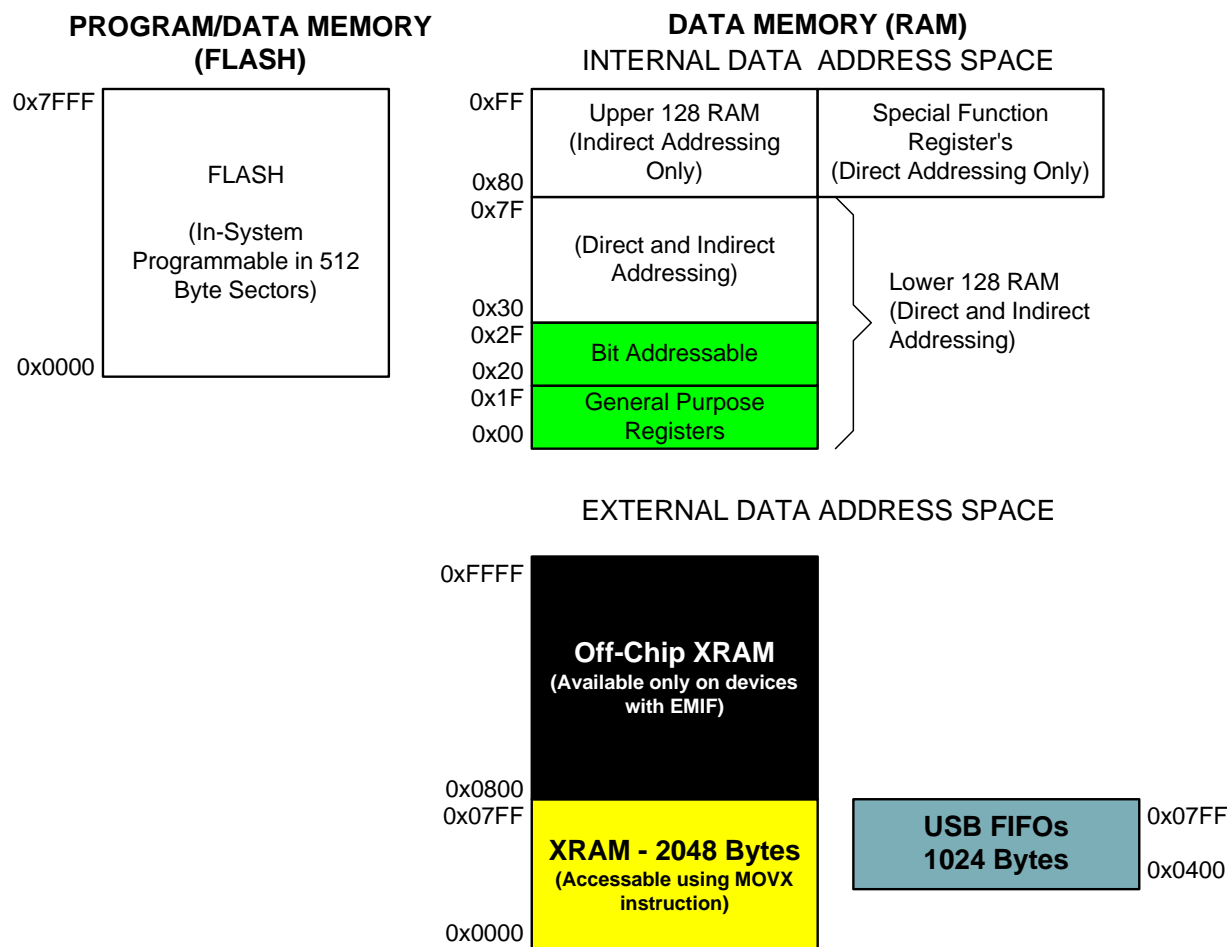 PROGRAM/DATA MEMORY
(FLASH)
0x7FFF
FLASH
(In-System
Programmable in 512
Byte Sectors)
0x0000
DATA MEMORY (RAM)
INTERNAL DATA ADDRESS SPACE
0xFF
Upper 128 RAM
(Indirect Addressing
Only)
0x80
Special Function
Register's
(Direct Addressing Only)
0x7F
(Direct and Indirect
Addressing)
0x30
Lower 128 RAM
(Direct and Indirect
Addressing)
0x2F
Bit Addressable
0x20
0x1F
General Purpose
Registers
0x00
EXTERNAL DATA ADDRESS SPACE
0xFFFF
Off-Chip XRAM
(Available only on devices
with EMIF)
0x0800
0x07FF
XRAM - 2048 Bytes
(Accessable using MOVX
instruction)
0x0000
USB FIFOs
1024 Bytes
0x07FF
0x0400